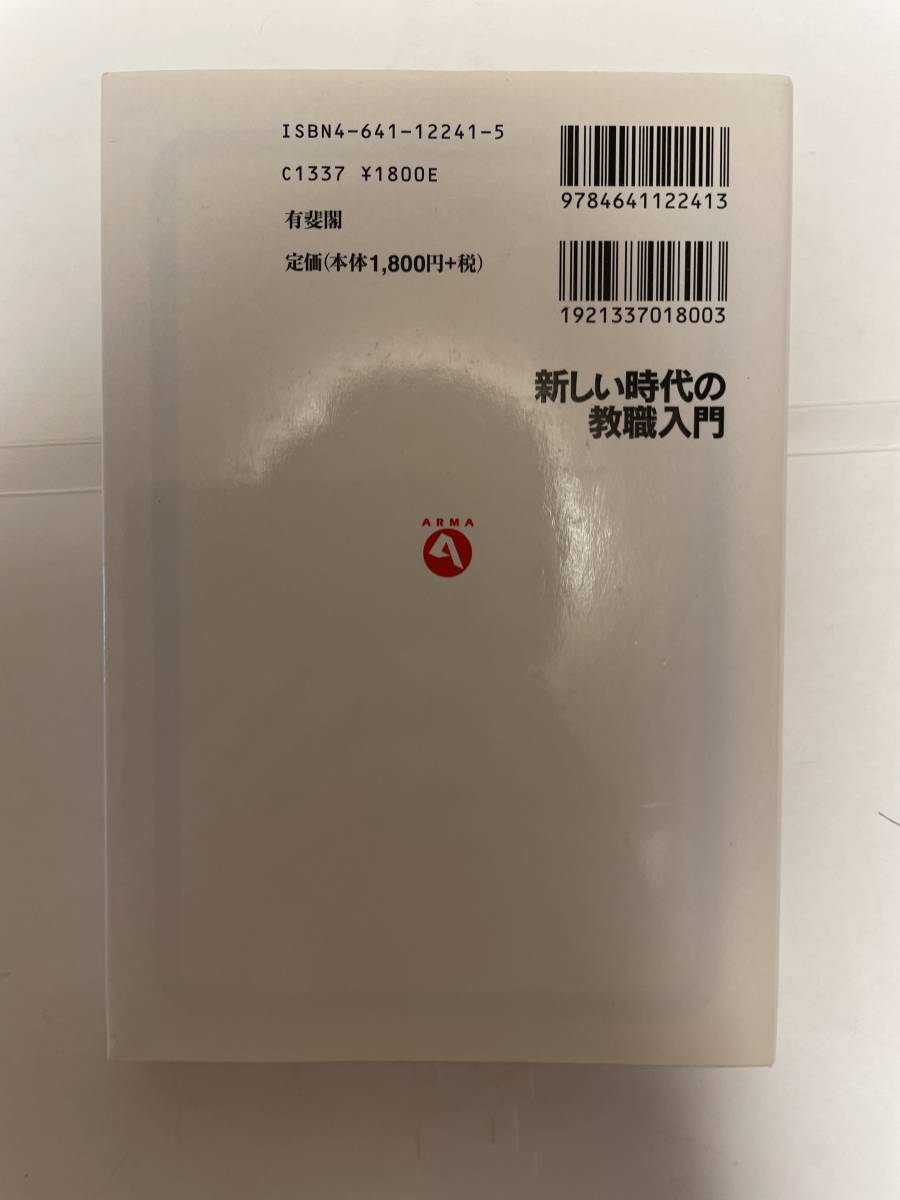 ISBN4-641-12241-5
C1337 ¥1800E
有斐閣
定価(本体1,800円+税)
9784641122413
1921337018003
新しい時代の
教職入門
ARMA
A